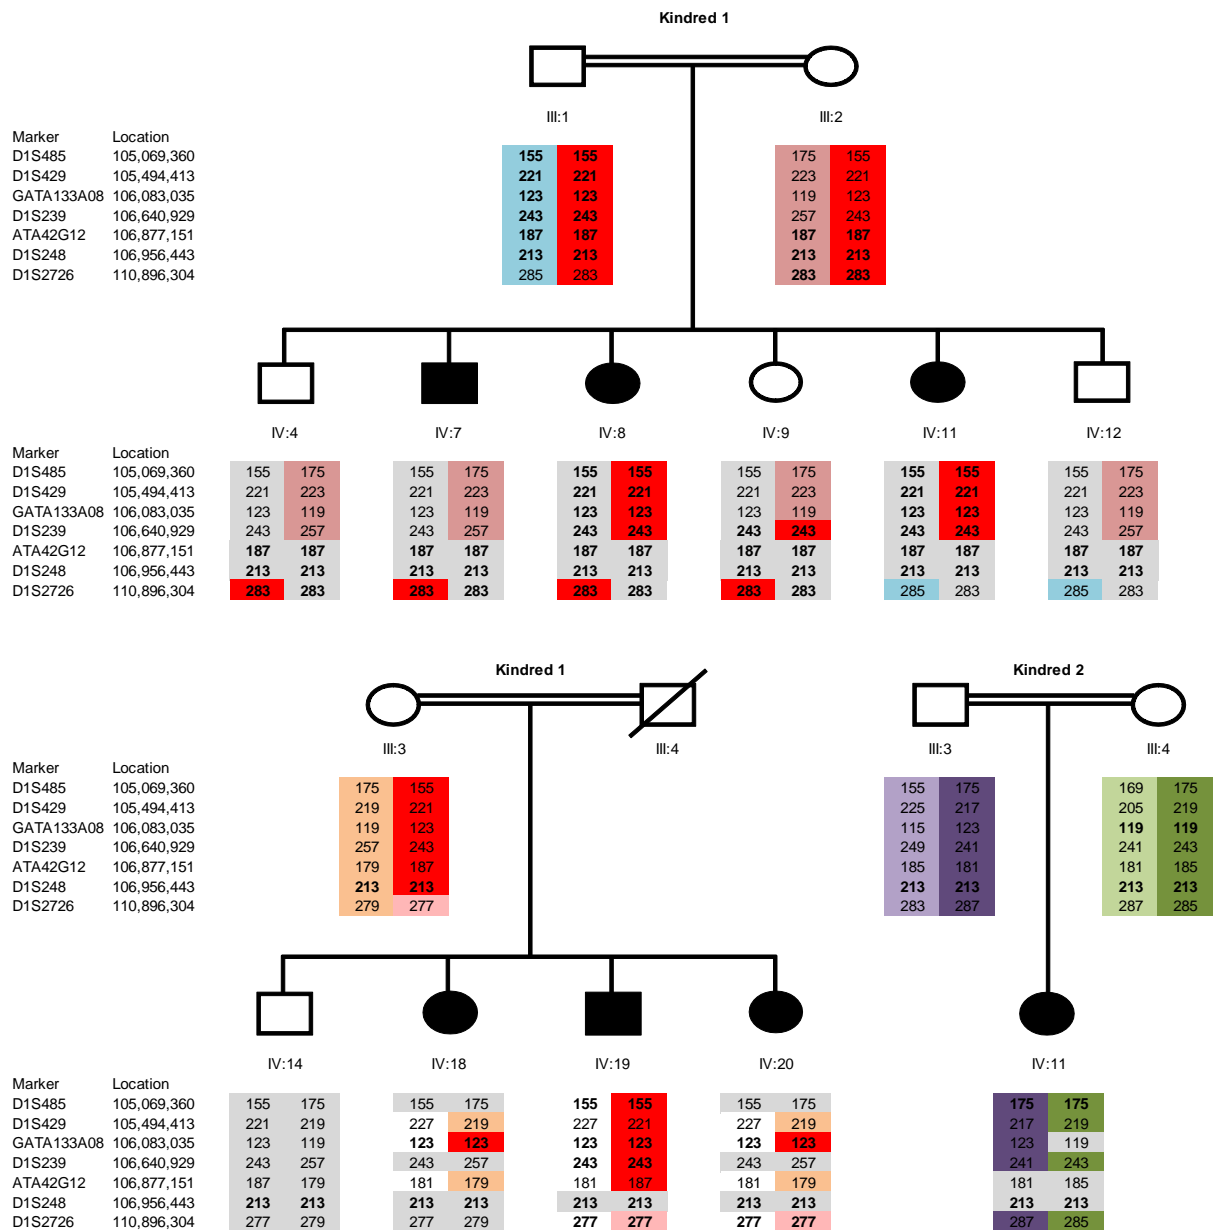 Kindred 1
III:1 III:2
Marker Location
D1S485 105,069,360 155 155 175 155
D1S429 105,494,413 221 221 223 221
GATA133A08 106,083,035 123 123 119 123
D1S239 106,640,929 243 243 257 243
ATA42G12 106,877,151 187 187 187 187
D1S248 106,956,443 213 213 213 213
D1S2726 110,896,304 285 283 283 283
IV:4 IV:7 IV:8 IV:9 IV:11 IV:12
Marker Location
D1S485 105,069,360 155 175 155 175 155 155 155 175 155 155 155 175
D1S429 105,494,413 221 223 221 223 221 221 221 223 221 221 221 223
GATA133A08 106,083,035 123 119 123 119 123 123 123 119 123 123 123 119
D1S239 106,640,929 243 257 243 257 243 243 243 243 243 243 243 257
ATA42G12 106,877,151 187 187 187 187 187 187 187 187 187 187 187 187
D1S248 106,956,443 213 213 213 213 213 213 213 213 213 213 213 213
D1S2726 110,896,304 283 283 283 283 283 283 283 283 285 283 285 283
Kindred 1 Kindred 2
III:3 III:4 III:3 III:4
Marker Location
D1S485 105,069,360 175 155 155 175 169 175
D1S429 105,494,413 219 221 225 217 205 219
GATA133A08 106,083,035 119 123 115 123 119 119
D1S239 106,640,929 257 243 249 241 241 243
ATA42G12 106,877,151 179 187 185 181 181 185
D1S248 106,956,443 213 213 213 213 213 213
D1S2726 110,896,304 279 277 283 287 287 285
IV:14 IV:18 IV:19 IV:20 IV:11
Marker Location
D1S485 105,069,360 155 175 155 175 155 155 155 175 175 175
D1S429 105,494,413 221 219 227 219 227 221 227 219 217 219
GATA133A08 106,083,035 123 119 123 123 123 123 123 123 123 119
D1S239 106,640,929 243 257 243 257 243 243 243 257 241 243
ATA42G12 106,877,151 187 179 181 179 181 187 181 179 181 185
D1S248 106,956,443 213 213 213 213 213 213 213 213 213 213
D1S2726 110,896,304 277 279 277 279 277 277 277 277 287 285